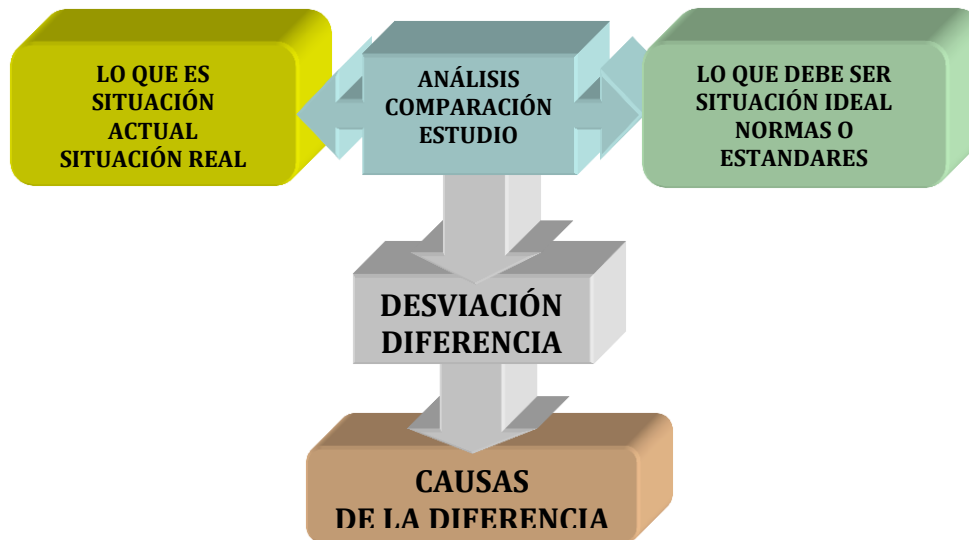 LO QUE ES
SITUACIÓN
ACTUAL
SITUACIÓN REAL
ANÁLISIS
COMPARACIÓN
ESTUDIO
LO QUE DEBE SER
SITUACIÓN IDEAL
NORMAS O
ESTANDARES
DESVIACIÓN
DIFERENCIA
CAUSAS
DE LA DIFERENCIA